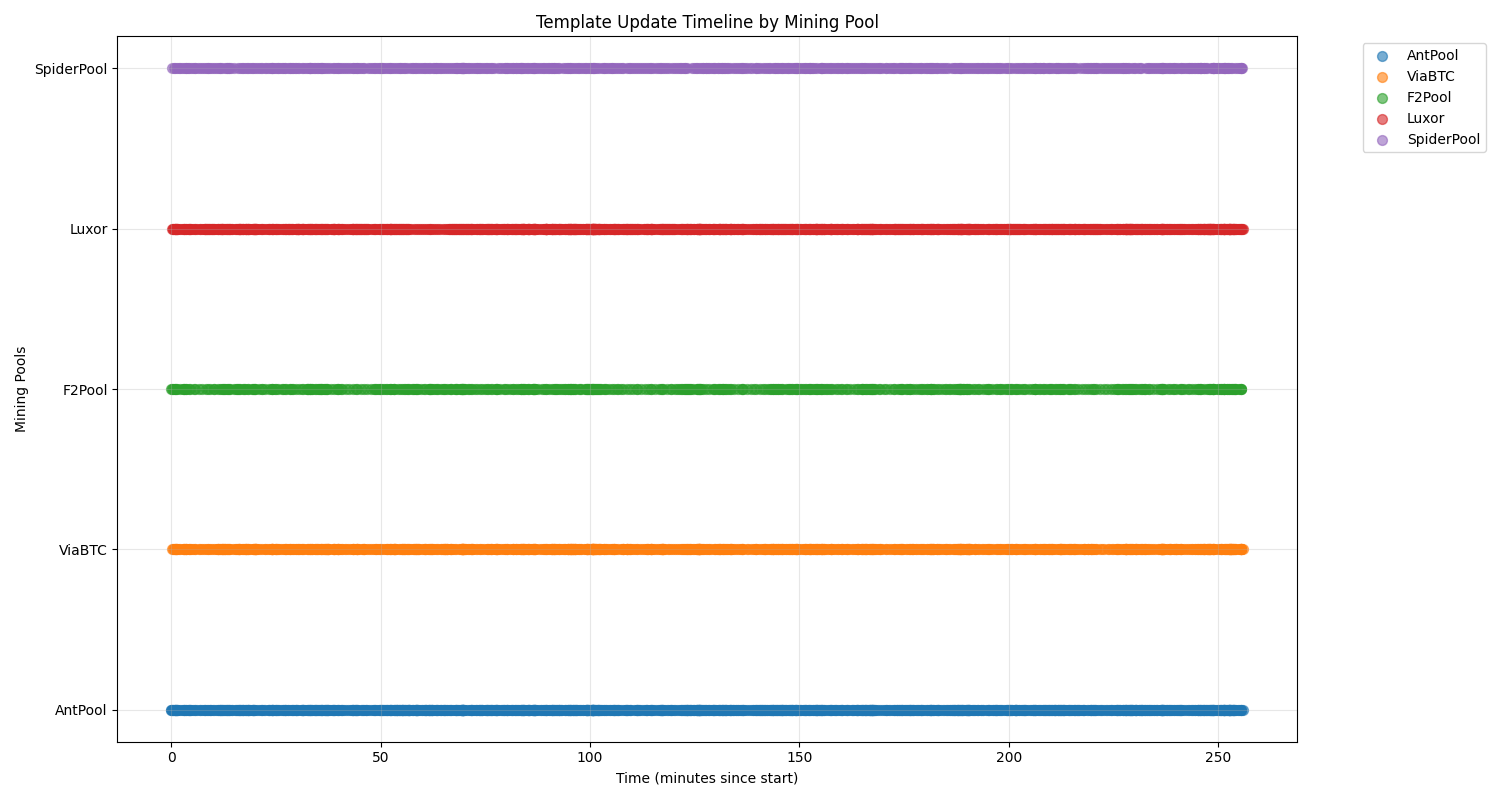 Template Update Timeline by Mining Pool
SpiderPool
Luxor
F2Pool
ViaBTC
AntPool
Mining Pools
0 50 100 150 200 250
Time (minutes since start)
AntPool
ViaBTC
F2Pool
Luxor
SpiderPool